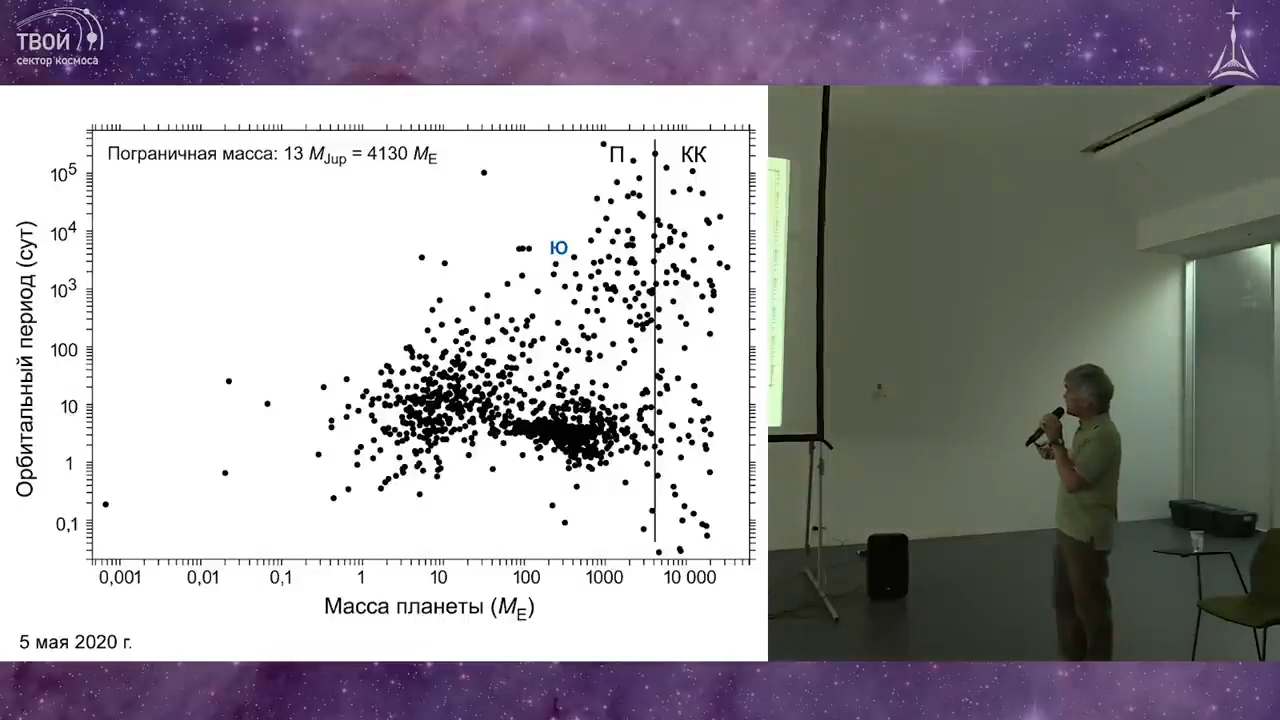 ТВОЙ
сектор космоса
Пограничная масса: 13 MJup = 4130 ME
П
КК
Ю
Орбитальный период (сут)
10⁵
10⁴
10³
100
10
1
0,1
0,001
0,01
0,1
1
10
100
1000
10 000
Масса планеты (ME)
5 мая 2020 г.